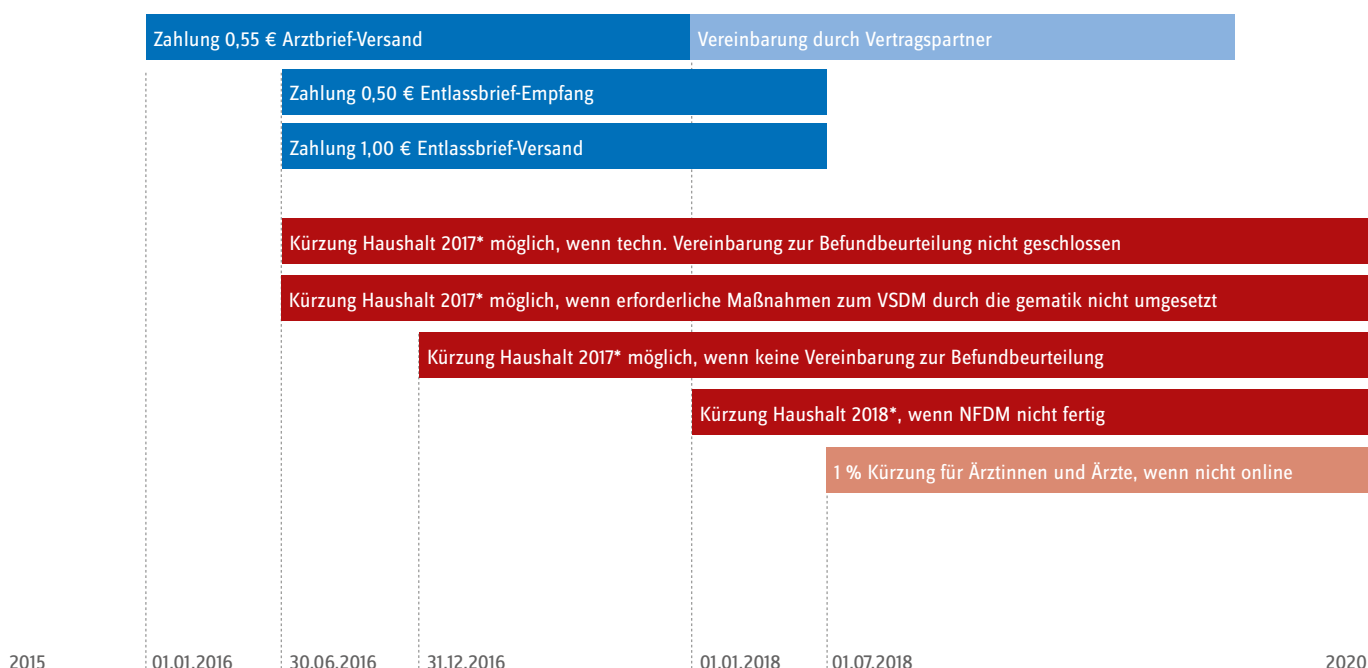 Zahlung 0,55 € Arztbrief-Versand
Vereinbarung durch Vertragspartner
Zahlung 0,50 € Entlassbrief-Empfang
Zahlung 1,00 € Entlassbrief-Versand
Kürzung Haushalt 2017* möglich, wenn techn. Vereinbarung zur Befundbeurteilung nicht geschlossen
Kürzung Haushalt 2017* möglich, wenn erforderliche Maßnahmen zum VSDM durch die gematik nicht umgesetzt
Kürzung Haushalt 2017* möglich, wenn keine Vereinbarung zur Befundbeurteilung
Kürzung Haushalt 2018*, wenn NFDM nicht fertig
1 % Kürzung für Ärztinnen und Ärzte, wenn nicht online
2015
01.01.2016
30.06.2016
31.12.2016
01.01.2018
01.07.2018
2020